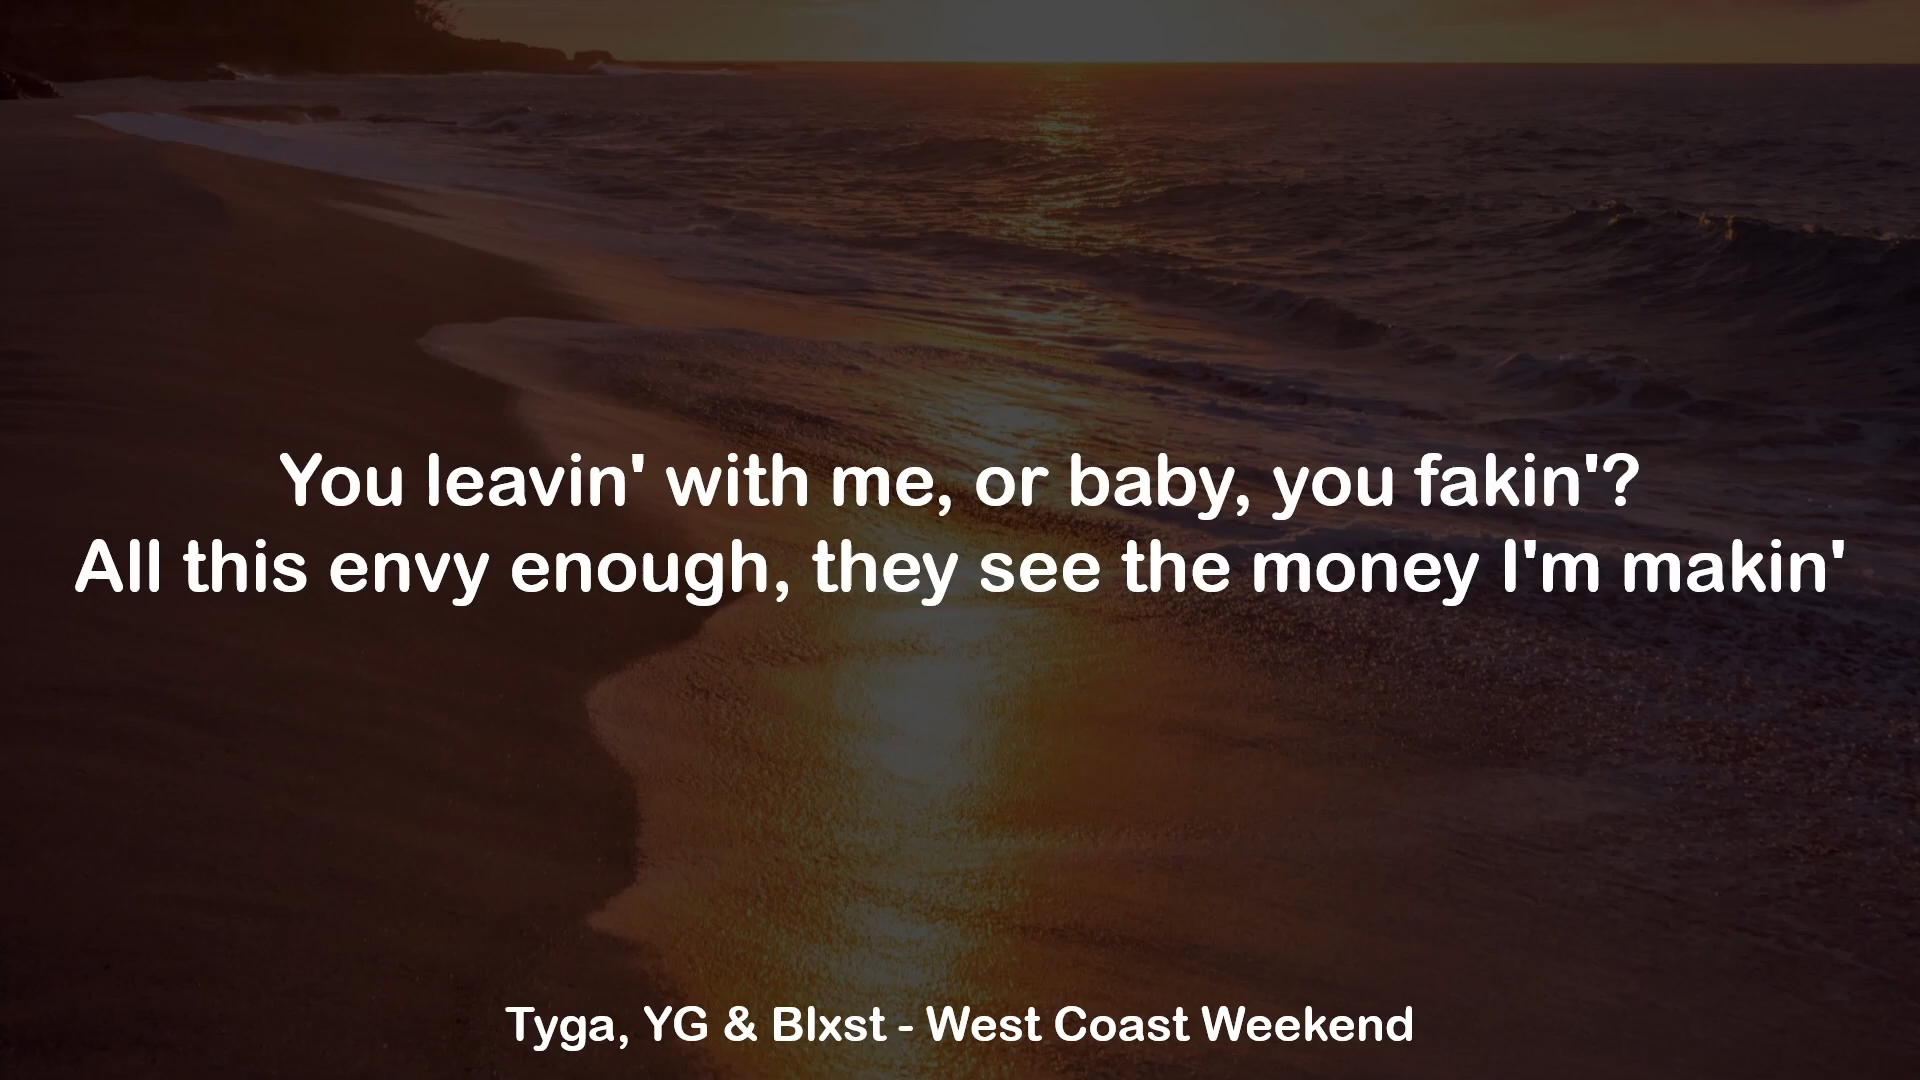 You leavin' with me, or baby, you fakin'?
All this envy enough, they see the money I'm makin'
Tyga, YG & Blxst - West Coast Weekend